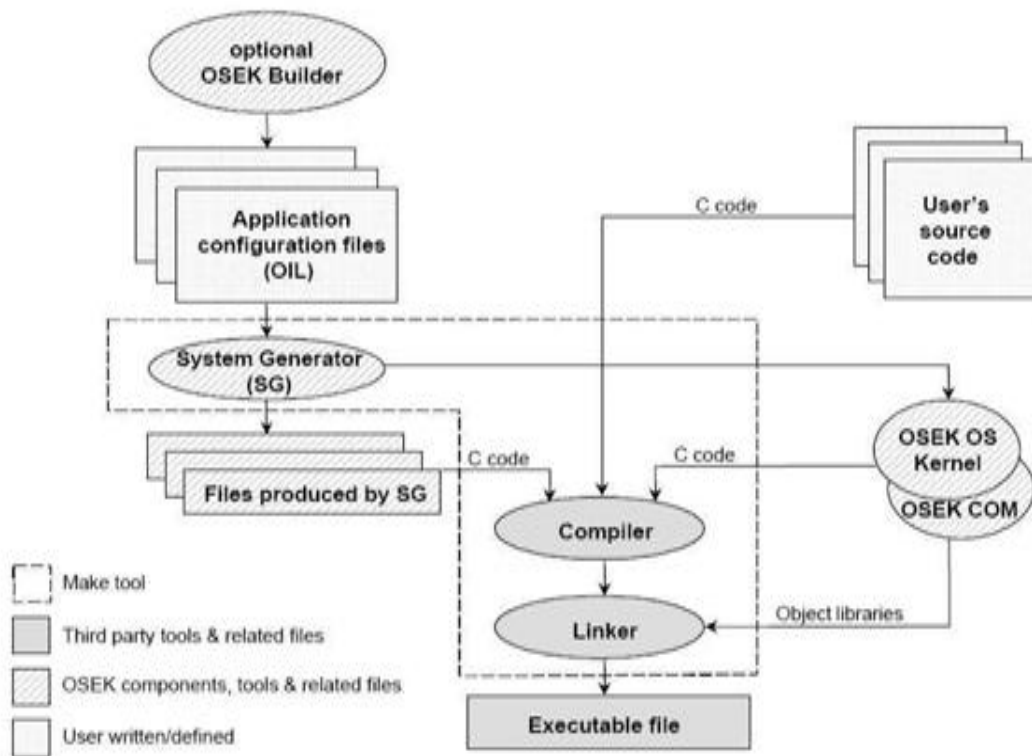 optional
OSEK Builder
Application
configuration files
(OIL)
C code
User's
source
code
System Generator
(SG)
OSEK OS
Kernel
OSEK COM
C code
C code
Files produced by SG
Compiler
Make tool
Object libraries
Linker
Third party tools & related files
OSEK components, tools & related files
Executable file
User written/defined